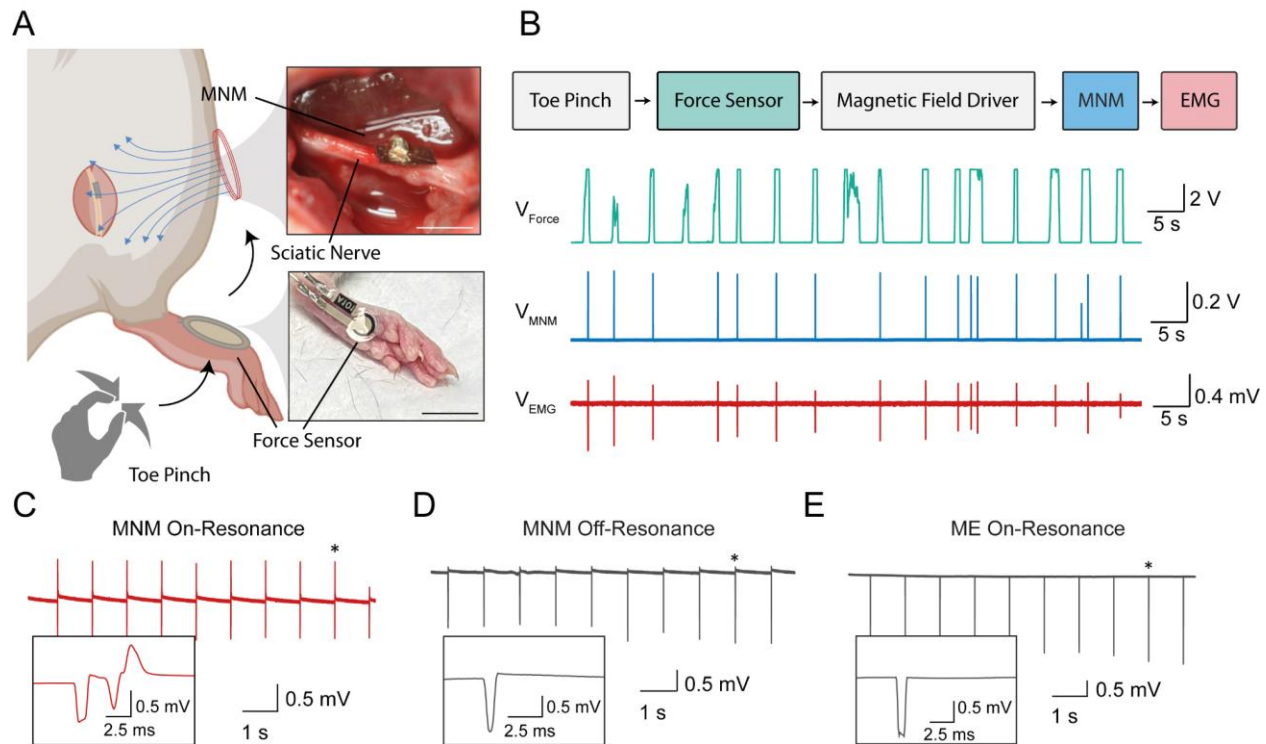 A
MNM
Sciatic Nerve
Force Sensor
Toe Pinch
B
Toe Pinch
Force Sensor
Magnetic Field Driver
MNM
EMG
VForce
2 V
5 s
VMNM
0.2 V
5 s
VEMG
0.4 mV
5 s
C
MNM On-Resonance
*
0.5 mV
2.5 ms
0.5 mV
1 s
D
MNM Off-Resonance
*
0.5 mV
2.5 ms
0.5 mV
1 s
E
ME On-Resonance
*
0.5 mV
2.5 ms
0.5 mV
1 s